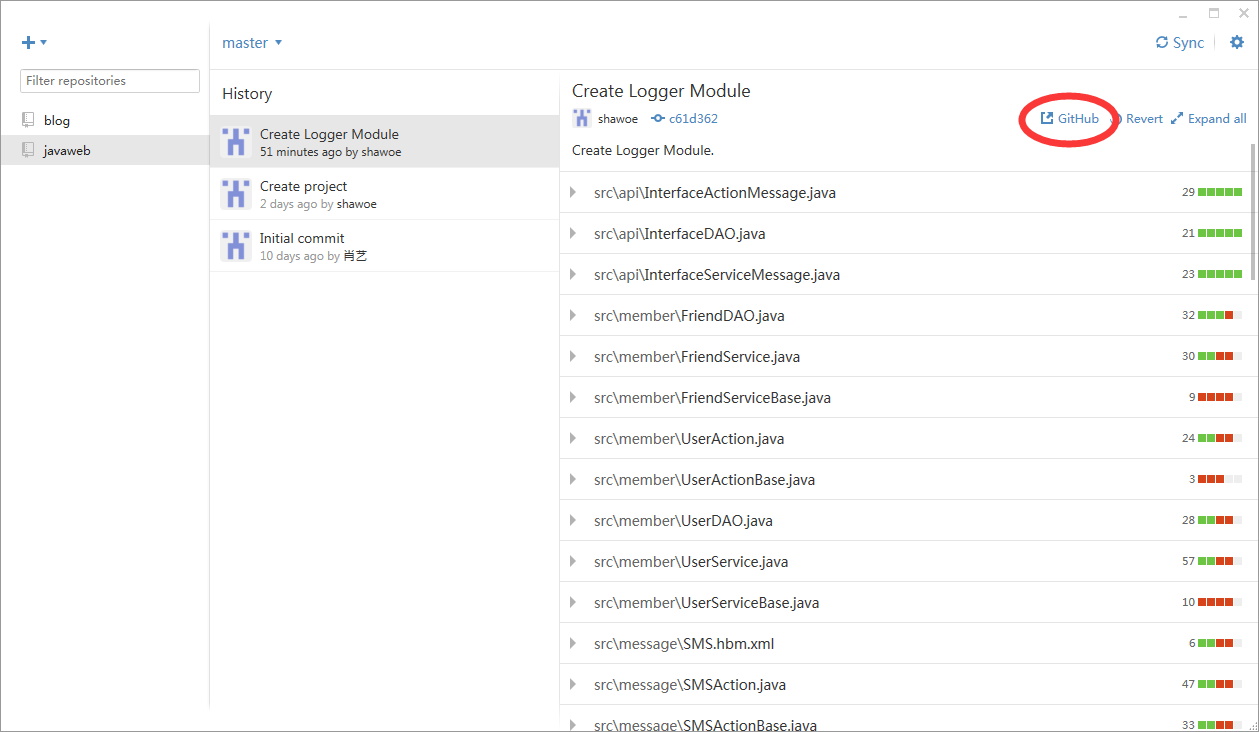 master
Sync
Filter repositories
blog
javaweb
History
Create Logger Module
51 minutes ago by shawoe
Create project
2 days ago by shawoe
Initial commit
10 days ago by 肖艺
Create Logger Module
shawoe c61d362
GitHub Revert Expand all
Create Logger Module.
src\api\InterfaceActionMessage.java 29
src\api\InterfaceDAO.java 21
src\api\InterfaceServiceMessage.java 23
src\member\FriendDAO.java 32
src\member\FriendService.java 30
src\member\FriendServiceBase.java 9
src\member\UserAction.java 24
src\member\UserActionBase.java 3
src\member\UserDAO.java 28
src\member\UserService.java 57
src\member\UserServiceBase.java 10
src\message\SMS.hbm.xml 6
src\message\SMSAction.java 47
src\message\SMSActionBase.java 33